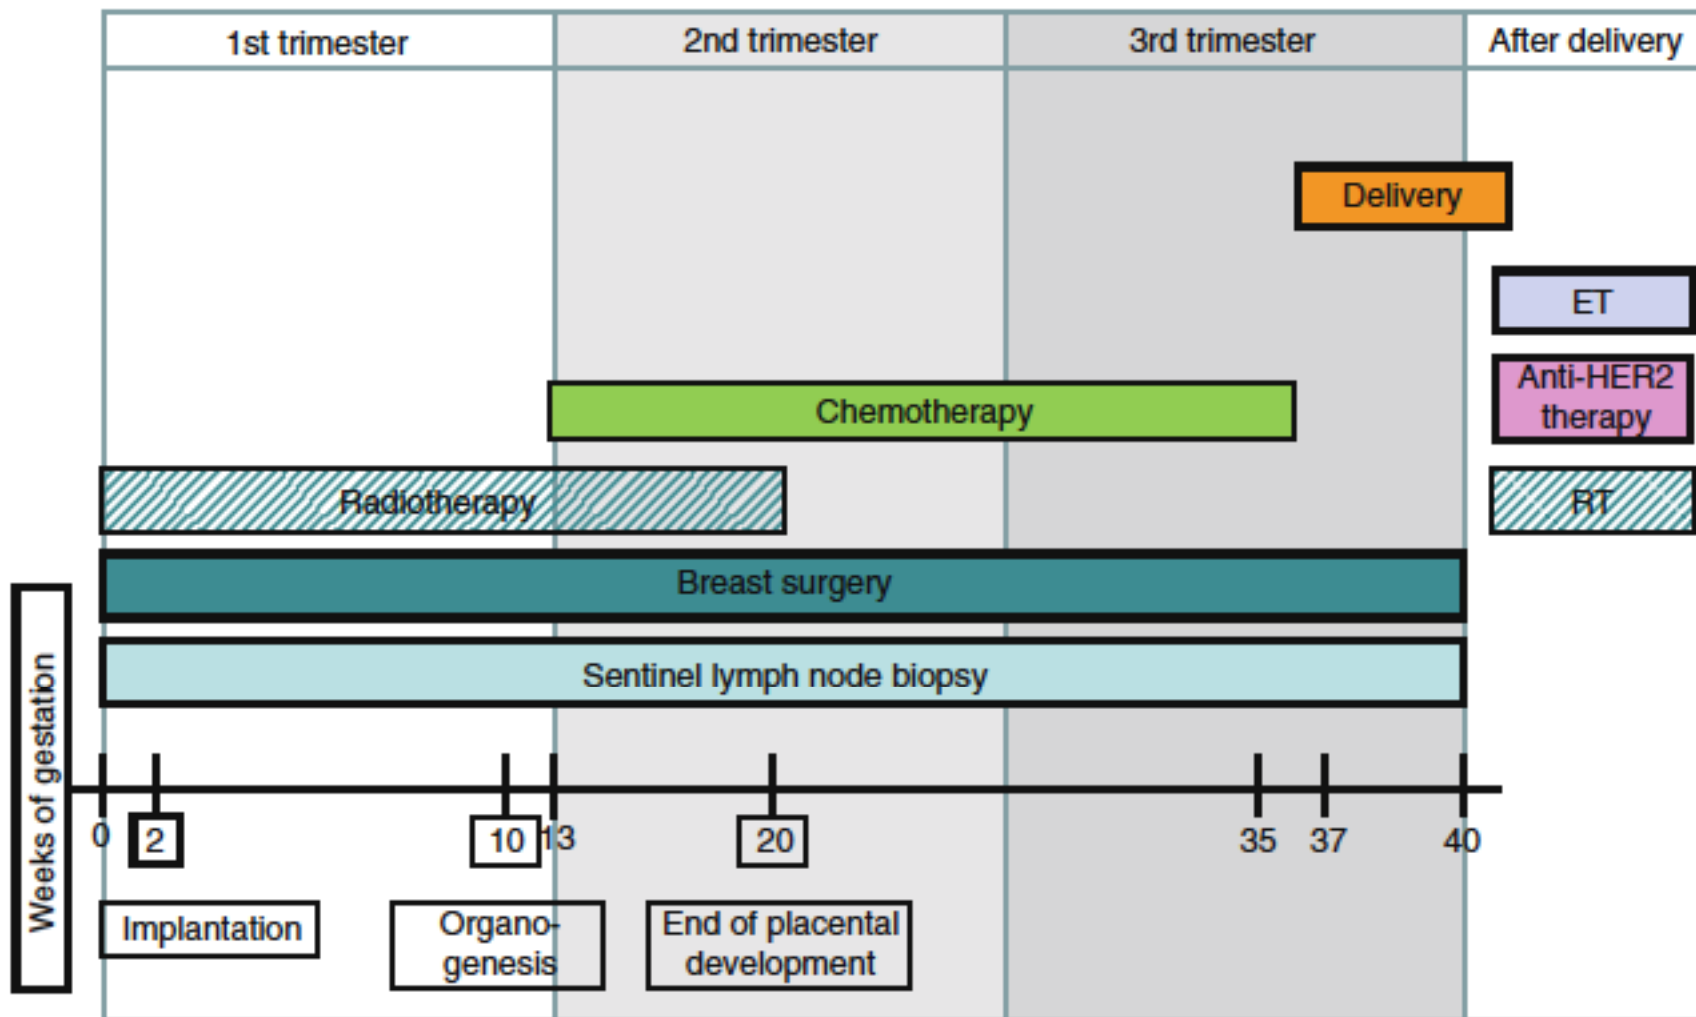 1st trimester
2nd trimester
3rd trimester
After delivery
Delivery
ET
Anti-HER2
therapy
Chemotherapy
Radiotherapy
RT
Breast surgery
Sentinel lymph node biopsy
Weeks of gestation
0
2
10
13
20
35
37
40
Implantation
Organo-
genesis
End of placental
development